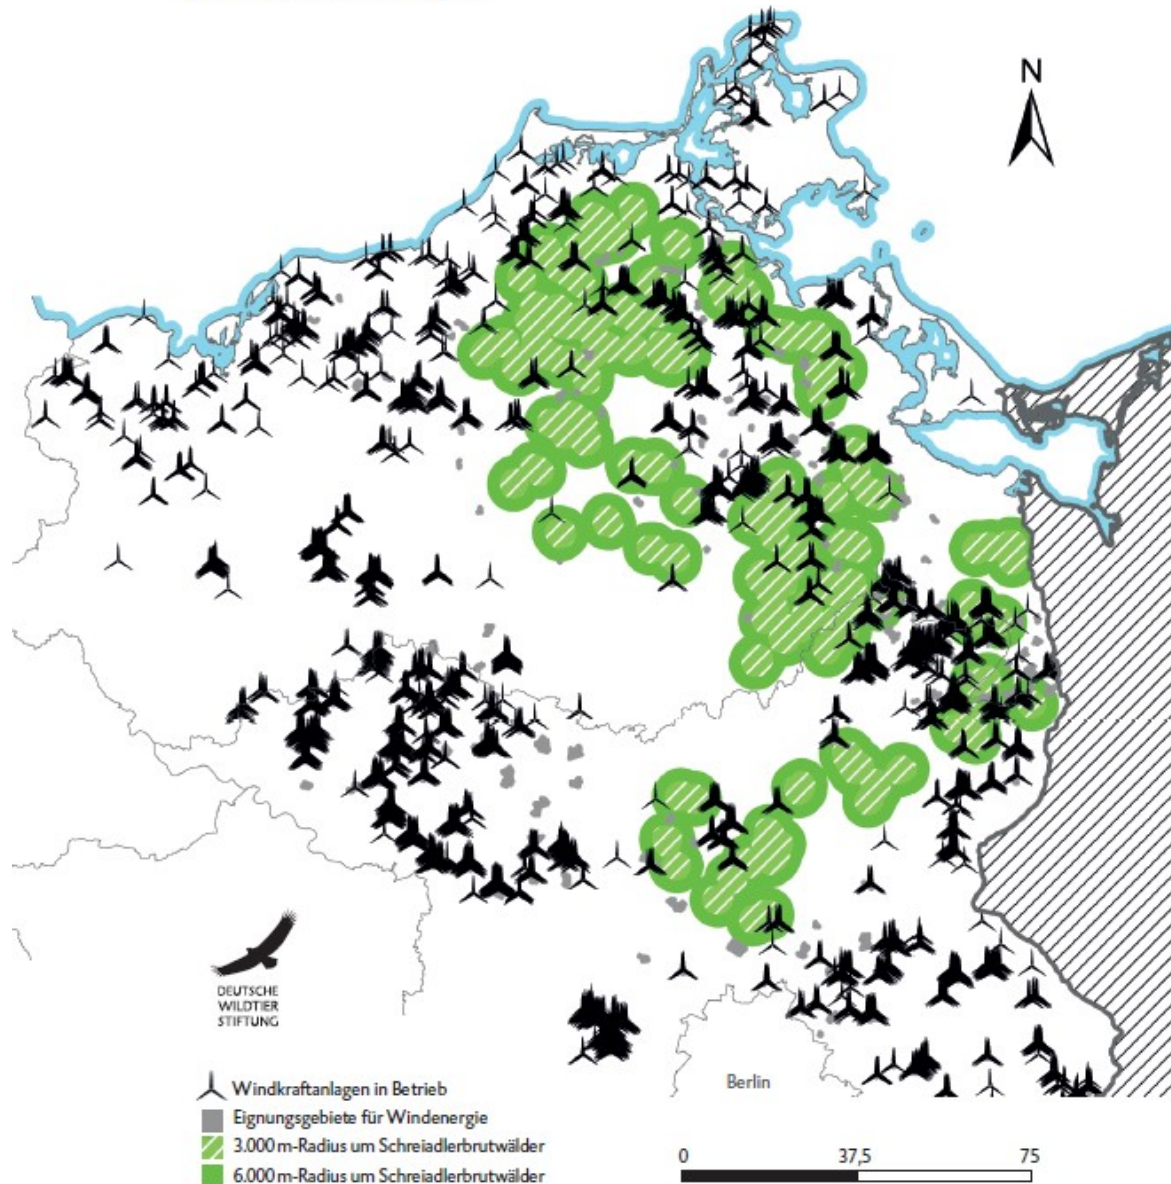 N
DEUTSCHE
WILDTIER
STIFTUNG
Berlin
Windkraftanlagen in Betrieb
Eignungsgebiete für Windenergie
3.000 m-Radius um Schreiadlerbrutwälder
6.000 m-Radius um Schreiadlerbrutwälder
0 37,5 75